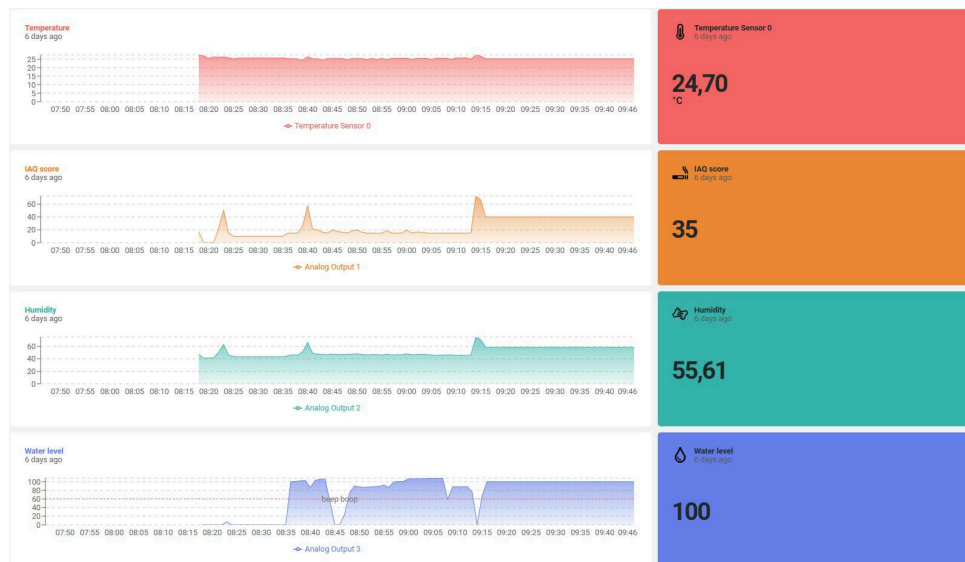 Temperature
6 days ago
25
20
15
10
5
0
07:50 07:55 08:00 08:05 08:10 08:15 08:20 08:25 08:30 08:35 08:40 08:45 08:50 08:55 09:00 09:05 09:10 09:15 09:20 09:25 09:30 09:35 09:40 09:46
Temperature Sensor 0
Temperature Sensor 0
6 days ago
24,70
°C
IAQ score
6 days ago
60
40
20
0
07:50 07:55 08:00 08:05 08:10 08:15 08:20 08:25 08:30 08:35 08:40 08:45 08:50 08:55 09:00 09:05 09:10 09:15 09:20 09:25 09:30 09:35 09:40 09:46
Analog Output 1
IAQ score
6 days ago
35
Humidity
6 days ago
60
40
20
0
07:50 07:55 08:00 08:05 08:10 08:15 08:20 08:25 08:30 08:35 08:40 08:45 08:50 08:55 09:00 09:05 09:10 09:15 09:20 09:25 09:30 09:35 09:40 09:46
Analog Output 2
Humidity
6 days ago
55,61
Water level
6 days ago
100
80
60
40
20
0
beep boop
07:50 07:55 08:00 08:05 08:10 08:15 08:20 08:25 08:30 08:35 08:40 08:45 08:50 08:55 09:00 09:05 09:10 09:15 09:20 09:25 09:30 09:35 09:40 09:46
Analog Output 3
Water level
6 days ago
100